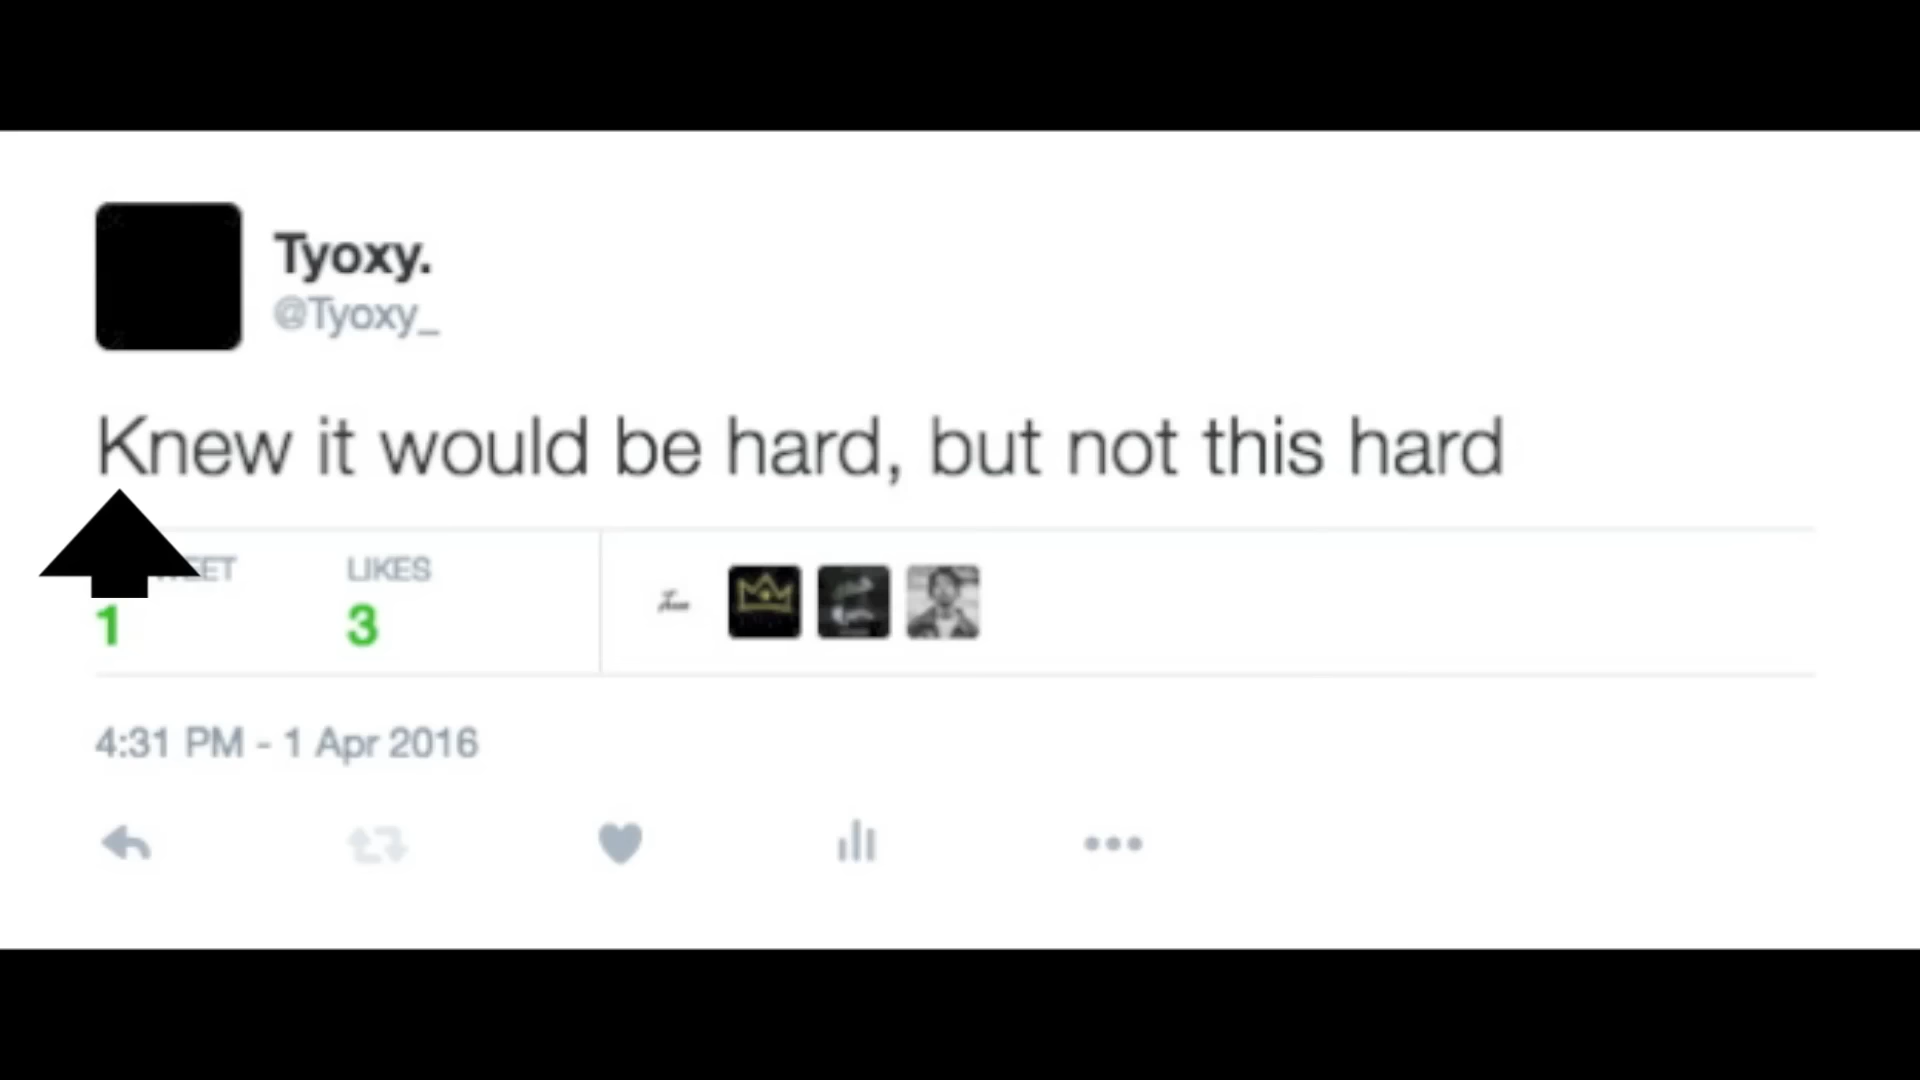 Tyoxy.
@Tyoxy_
Knew it would be hard, but not this hard
LIKES
1
3
4:31 PM - 1 Apr 2016